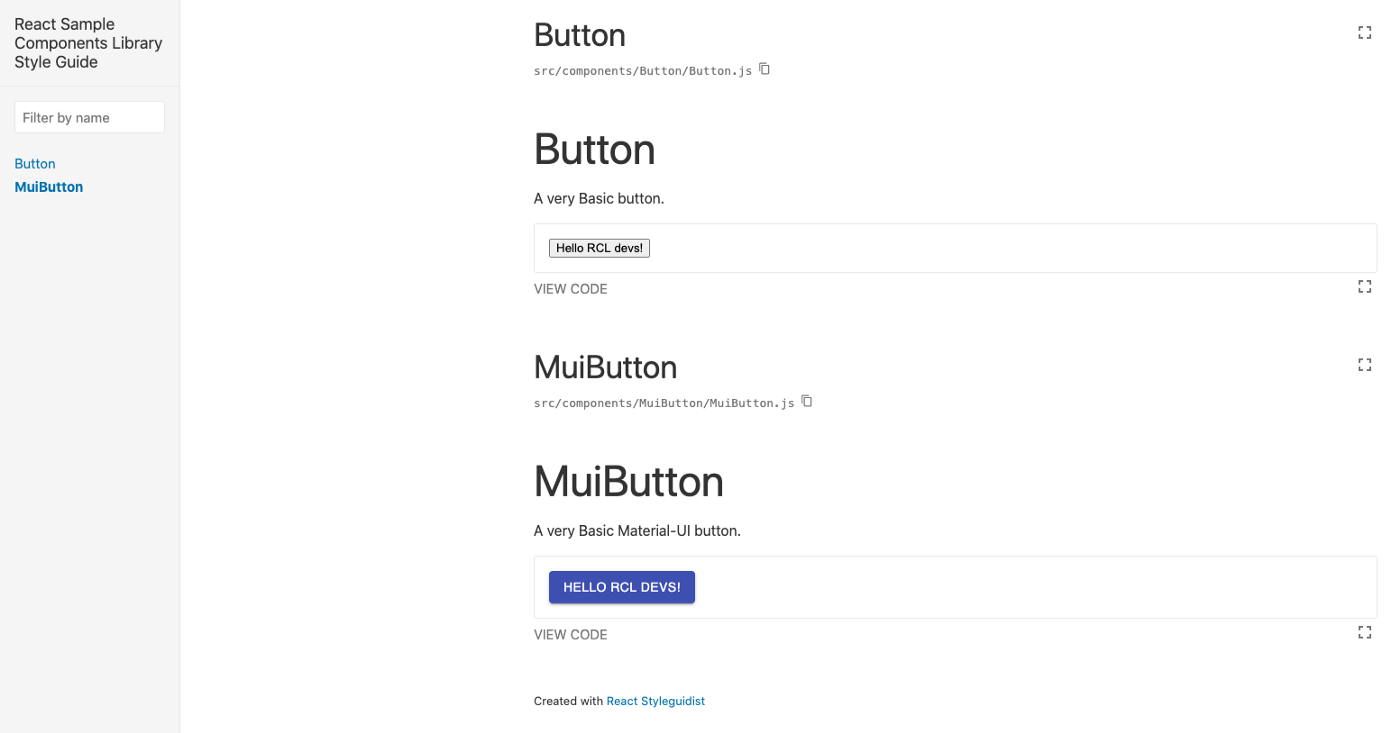 React Sample
Components Library
Style Guide
Filter by name
Button
MuiButton
Button
src/components/Button/Button.js
Button
A very Basic button.
Hello RCL devs!
VIEW CODE
MuiButton
src/components/MuiButton/MuiButton.js
MuiButton
A very Basic Material-UI button.
HELLO RCL DEVS!
VIEW CODE
Created with React Styleguidist